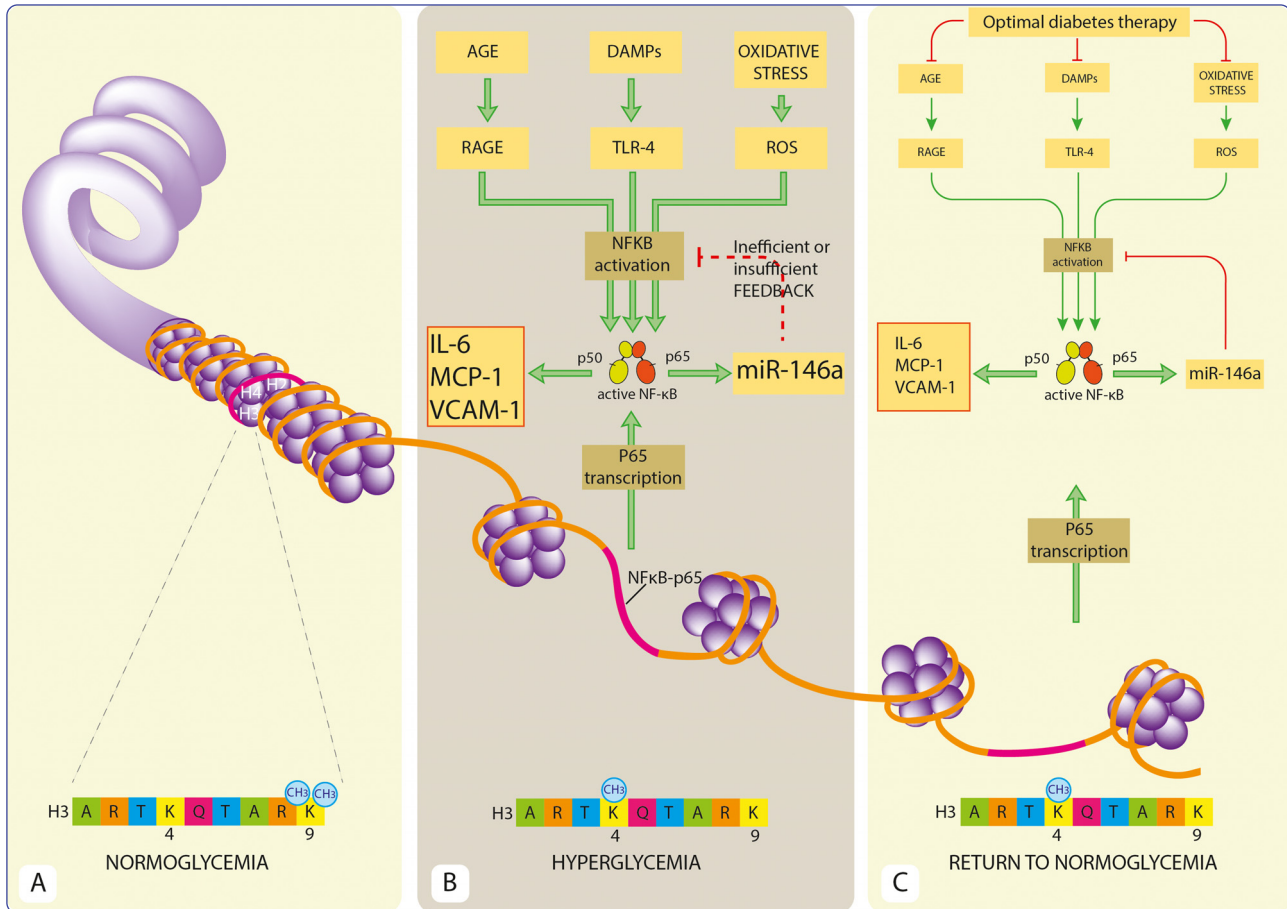 H2
H4
H3
CH3
CH3
H3
A
R
T
K
Q
T
A
R
K
4
9
NORMOGLYCEMIA
A
AGE
DAMPs
OXIDATIVE
STRESS
RAGE
TLR-4
ROS
NFKB
activation
Inefficient or
insufficient
FEEDBACK
IL-6
MCP-1
VCAM-1
p50
p65
active NF-κB
miR-146a
P65
transcription
NFκB-p65
CH3
H3
A
R
T
K
Q
T
A
R
K
4
9
HYPERGLYCEMIA
B
Optimal diabetes therapy
AGE
DAMPs
OXIDATIVE
STRESS
RAGE
TLR-4
ROS
NFKB
activation
IL-6
MCP-1
VCAM-1
p50
p65
active NF-κB
miR-146a
P65
transcription
CH3
H3
A
R
T
K
Q
T
A
R
K
4
9
RETURN TO NORMOGLYCEMIA
C